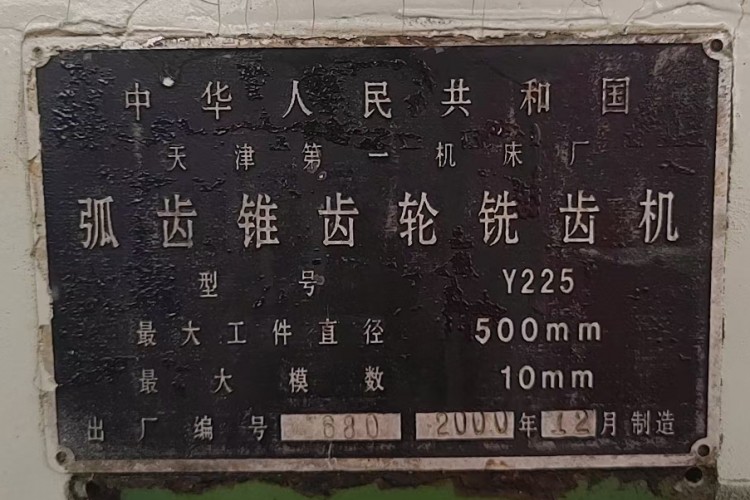 中华人民共和国
天津第一机床厂
弧齿锥齿轮铣齿机
型号 Y225
最大工件直径 500mm
最大模数 10mm
出厂编号 680 2000年12月制造